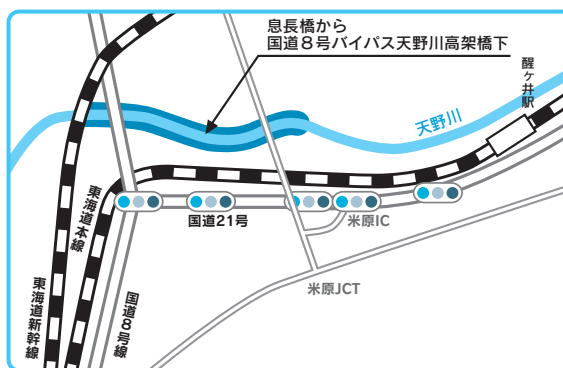 息長橋から
国道8号バイパス天野川高架橋下
醒ヶ井駅
天野川
東海道本線
国道21号
米原IC
東海道新幹線
国道8号線
米原JCT